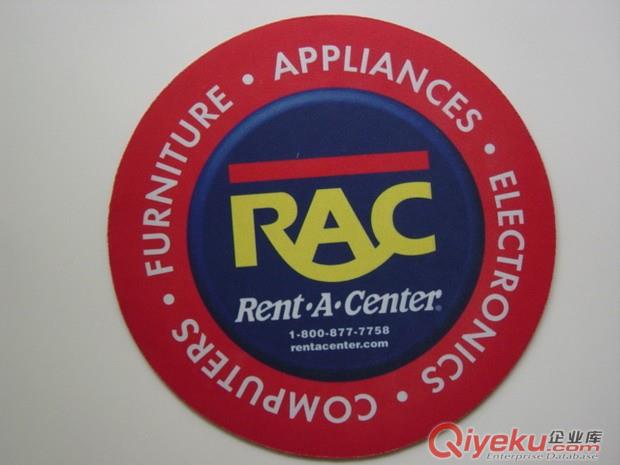 FURNITURE • APPLIANCES • ELECTRONICS • COMPUTERS •
RAC
Rent•A•Center®
1-800-877-7758
rentacenter.com
Qiyeku.com 企业库
Enterprise Database